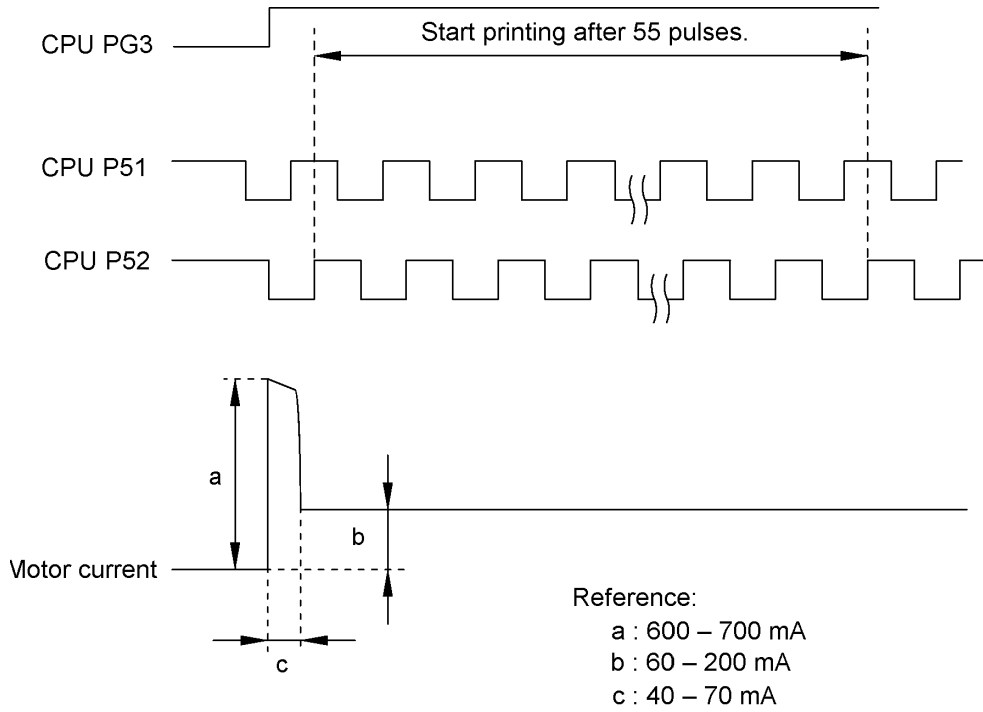 CPU PG3
Start printing after 55 pulses.
CPU P51
CPU P52
a
b
Motor current
c
Reference:
a : 600 – 700 mA
b : 60 – 200 mA
c : 40 – 70 mA